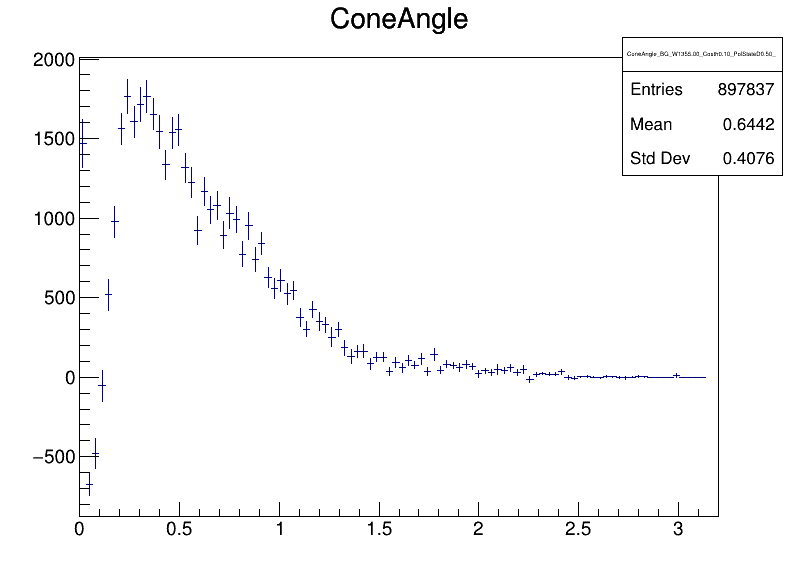 ConeAngle
ConeAngle_BG_W1355.00_Costh0.10_PolStateD0.50_
Entries 897837
Mean 0.6442
Std Dev 0.4076
2000
1500
1000
500
0
−500
0 0.5 1 1.5 2 2.5 3